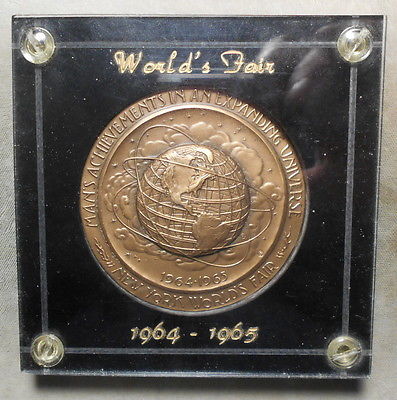 World's Fair
MAN'S ACHIEVEMENTS IN AN EXPANDING UNIVERSE
1964·1965
NEW YORK WORLD'S FAIR
1964 - 1965